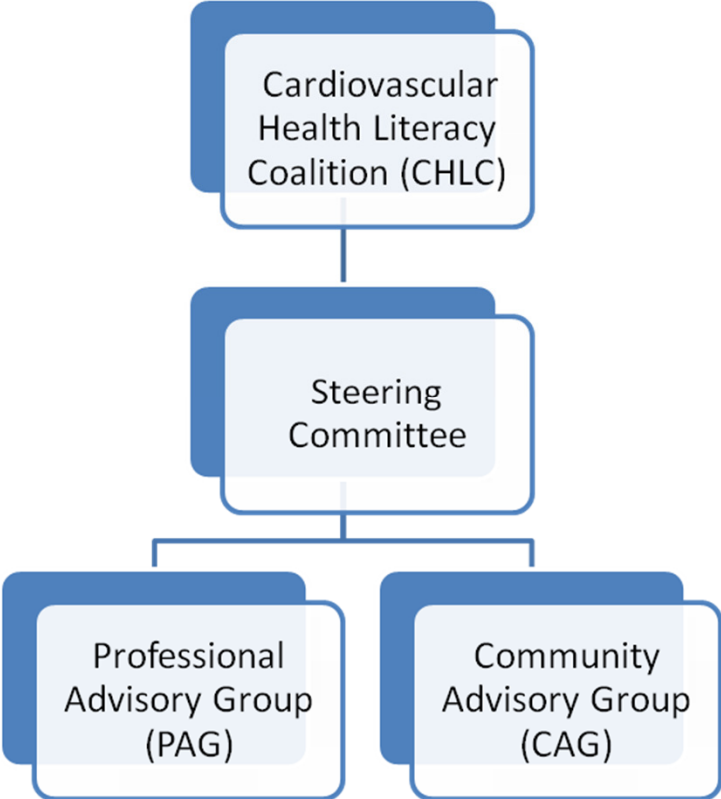 Cardiovascular
Health Literacy
Coalition (CHLC)
Steering
Committee
Professional
Advisory Group
(PAG)
Community
Advisory Group
(CAG)